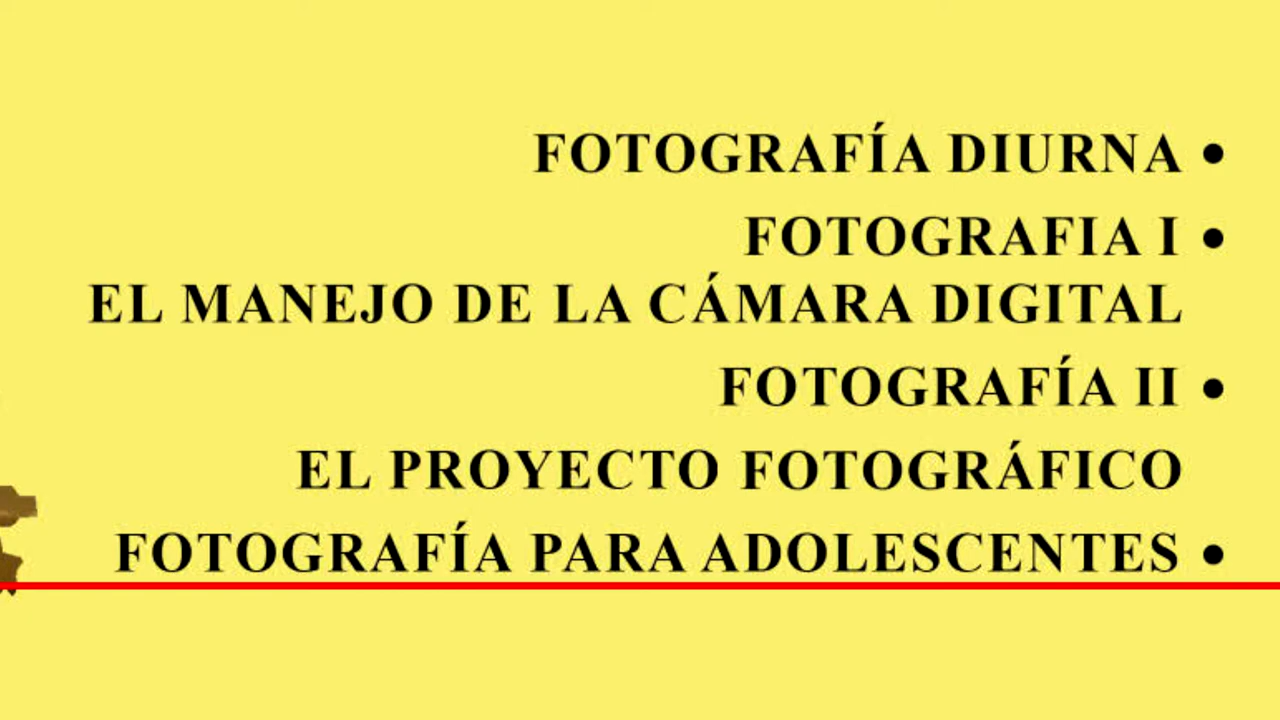 FOTOGRAFÍA DIURNA •
FOTOGRAFIA I •
EL MANEJO DE LA CÁMARA DIGITAL
FOTOGRAFÍA II •
EL PROYECTO FOTOGRÁFICO
FOTOGRAFÍA PARA ADOLESCENTES •